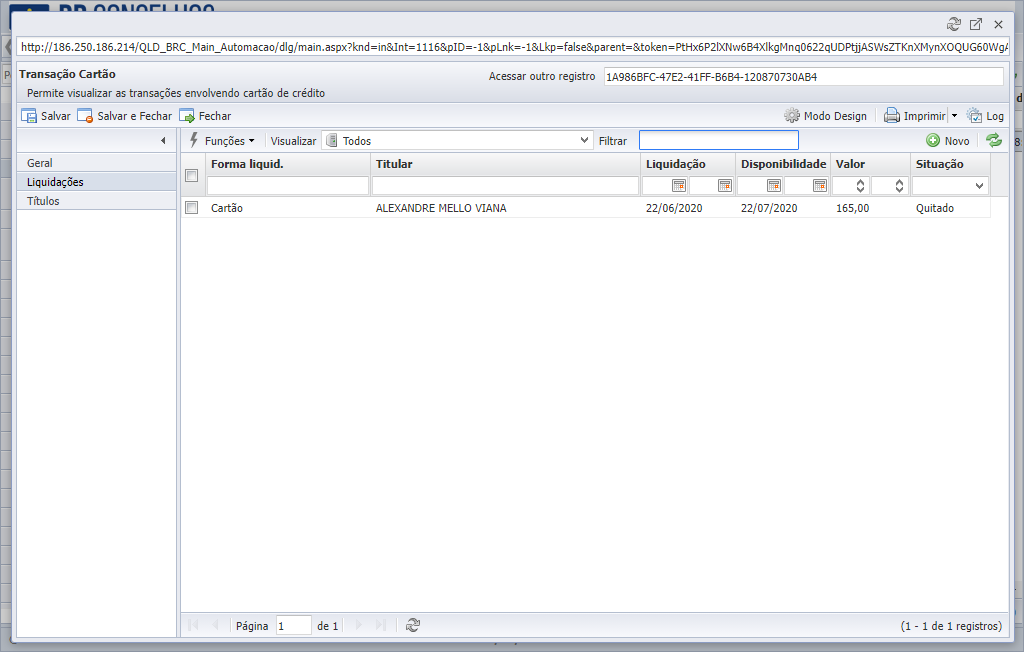 http://186.250.186.214/QLD_BRC_Main_Automacao/dlg/main.aspx?knd=in&Int=1116&pID=-1&pLnk=-1&Lkp=false&parent=&token=PtHx6P2lXNw6B4XlkgMnq0622qUDPtjjASWsZTKnXMynXOQUG60WgA
Transação Cartão
Acessar outro registro 1A986BFC-47E2-41FF-B6B4-120870730AB4
Permite visualizar as transações envolvendo cartão de crédito
Salvar Salvar e Fechar Fechar Modo Design Imprimir Log
Funções Visualizar Todos Filtrar Novo
Geral
Liquidações
Títulos
Forma liquid. Titular Liquidação Disponibilidade Valor Situação
Cartão ALEXANDRE MELLO VIANA 22/06/2020 22/07/2020 165,00 Quitado
Página 1 de 1 (1 - 1 de 1 registros)